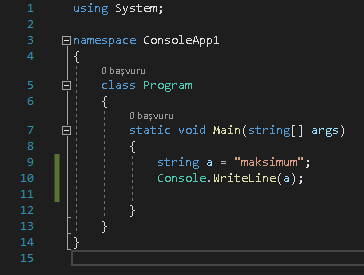 1 using System;
2
3 namespace ConsoleApp1
4 {
0 başvuru
5 class Program
6 {
0 başvuru
7 static void Main(string[] args)
8 {
9 string a = "maksimum";
10 Console.WriteLine(a);
11
12 }
13 }
14 }
15